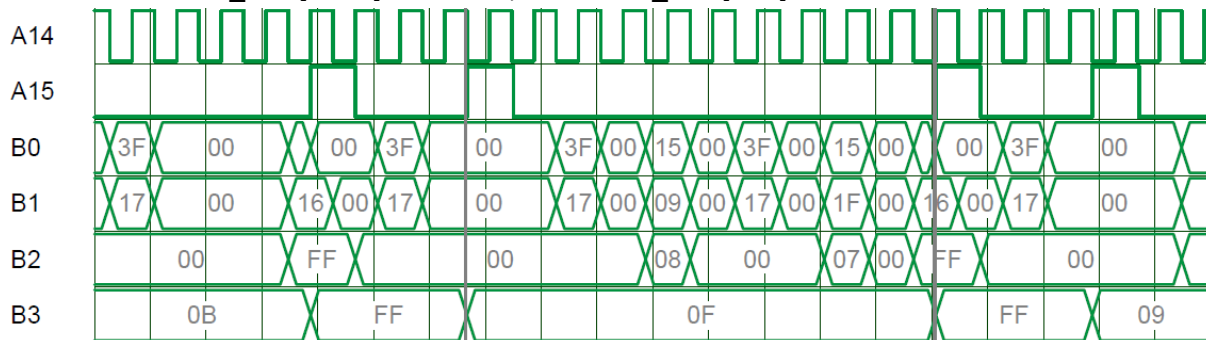 A14
A15
B0 3F 00 00 3F 00 3F 00 15 00 3F 00 15 00 00 3F 00
B1 17 00 16 00 17 00 17 00 09 00 17 00 1F 00 16 00 17 00
B2 00 FF 00 08 00 07 00 FF 00
B3 0B FF 0F FF 09